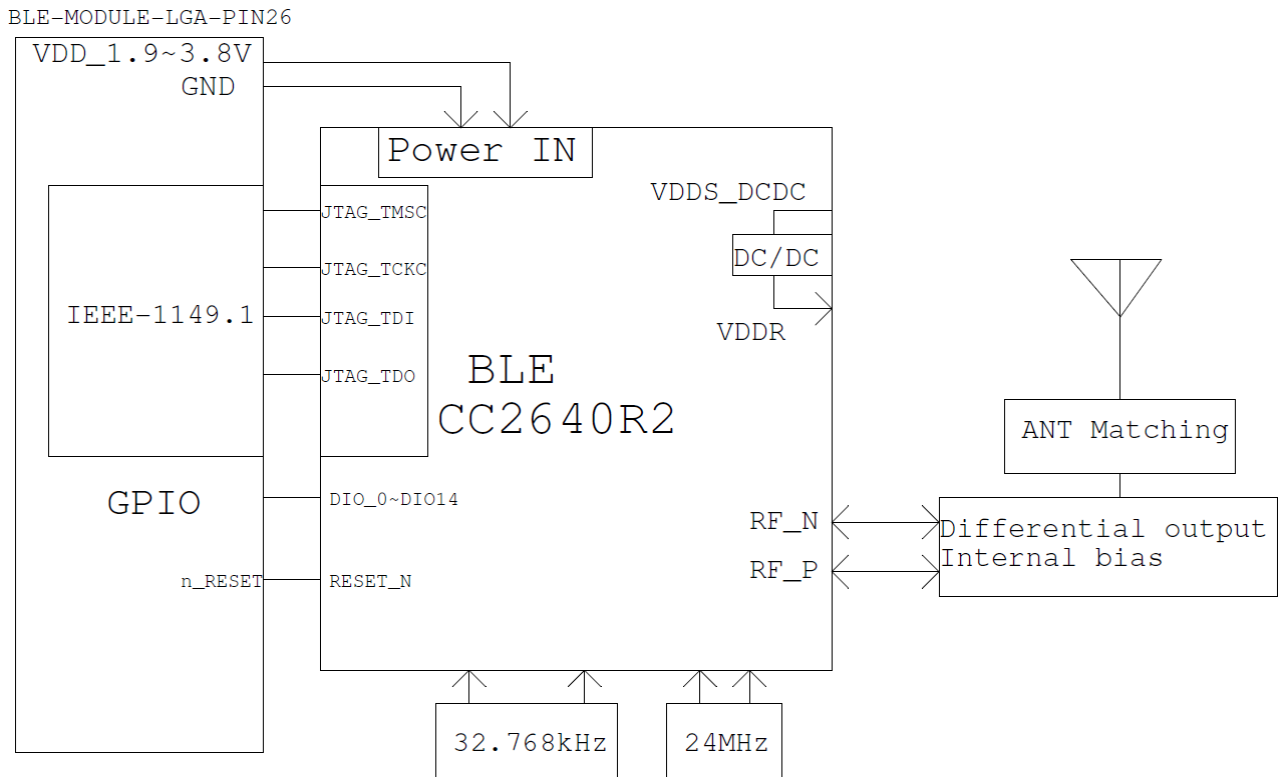 BLE-MODULE-LGA-PIN26
VDD_1.9~3.8V
GND
Power IN
VDDS_DCDC
DC/DC
VDDR
JTAG_TMSC
JTAG_TCKC
IEEE-1149.1
JTAG_TDI
JTAG_TDO
BLE
CC2640R2
ANT Matching
GPIO
DIO_0~DIO14
RF_N
Differential output
Internal bias
RF_P
n_RESET
RESET_N
32.768kHz
24MHz